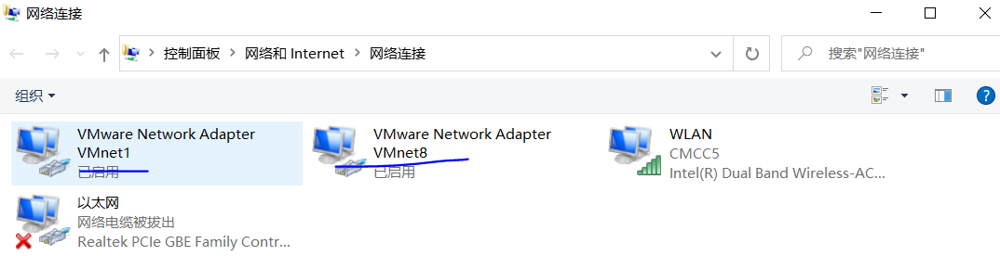 网络连接
控制面板 网络和 Internet 网络连接
搜索"网络连接"
组织
VMware Network Adapter
VMnet1
已启用
VMware Network Adapter
VMnet8
已启用
WLAN
CMCC5
Intel(R) Dual Band Wireless-AC...
以太网
网络电缆被拔出
Realtek PCIe GBE Family Contr...